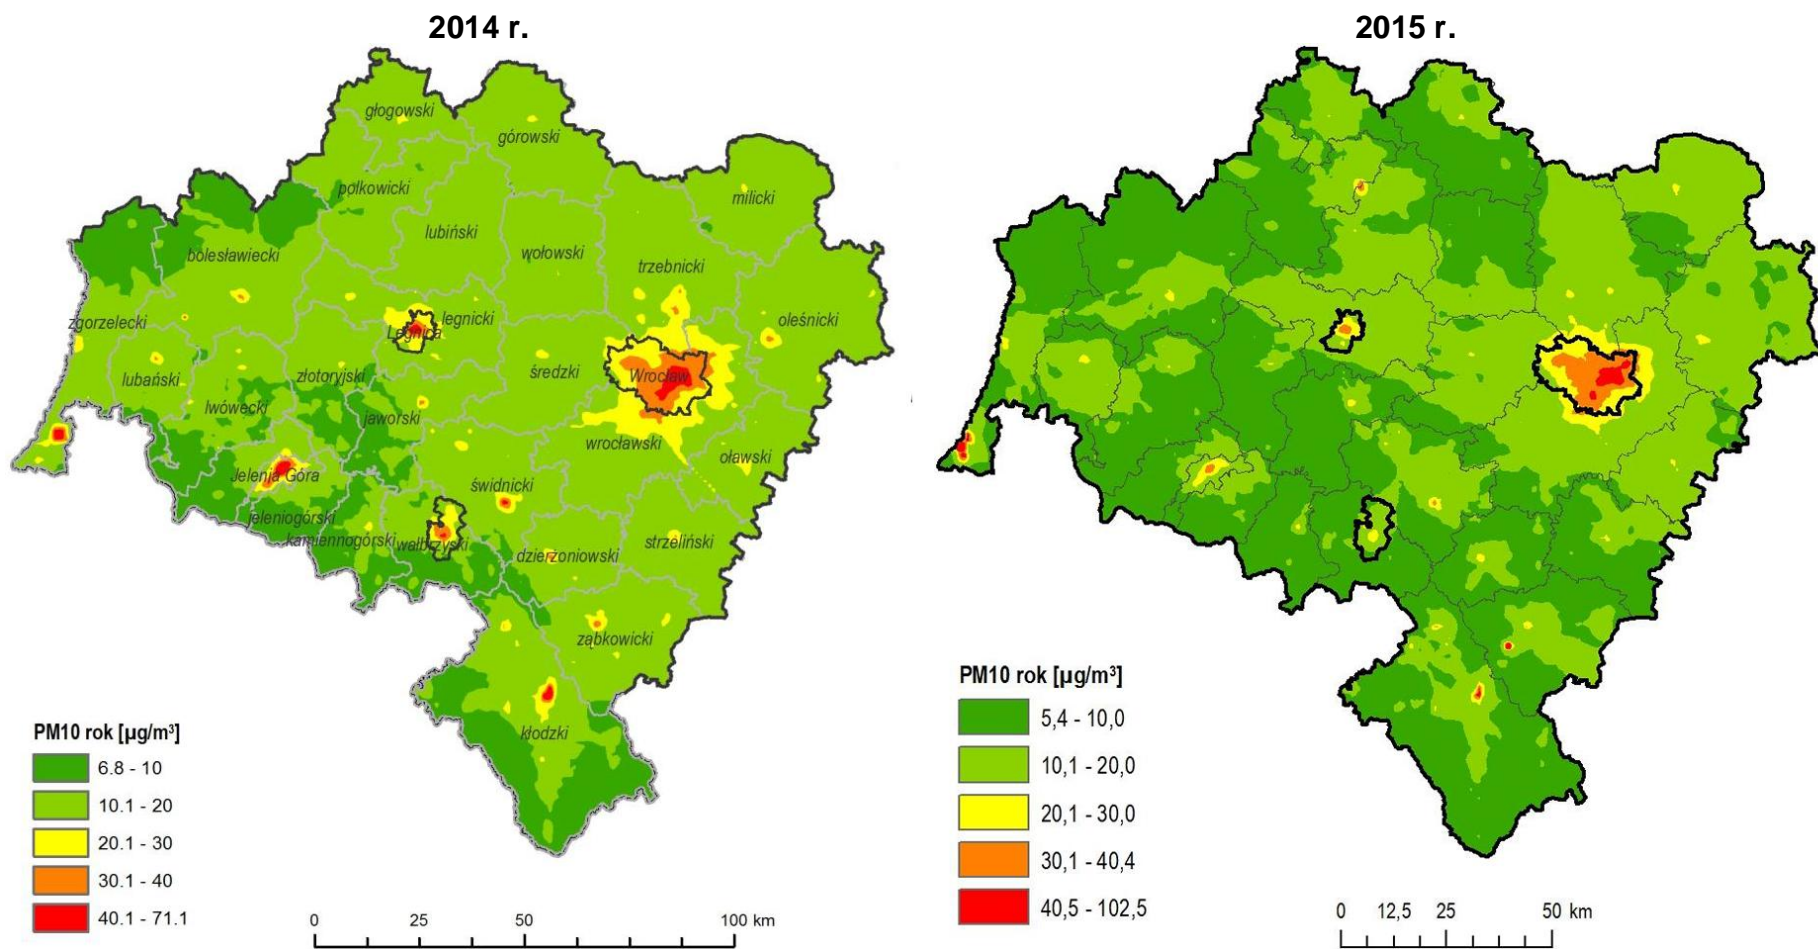 2014 r.
2015 r.
głogowski
górowski
polkowicki
milicki
lubiński
bolesławiecki
wołowski
trzebnicki
zgorzelecki
Legnica
legnicki
oleśnicki
lubański
złotoryjski
średzki
Wrocław
lwówecki
jaworski
wrocławski
oławski
Jelenia Góra
świdnicki
jeleniogórski
kamiennogórski
wałbrzyski
dzierżoniowski
strzeliński
ząbkowicki
kłodzki
PM10 rok [µg/m³]
6.8 - 10
10.1 - 20
20.1 - 30
30.1 - 40
40.1 - 71.1
0 25 50 100 km
PM10 rok [µg/m³]
5,4 - 10,0
10,1 - 20,0
20,1 - 30,0
30,1 - 40,4
40,5 - 102,5
0 12,5 25 50 km